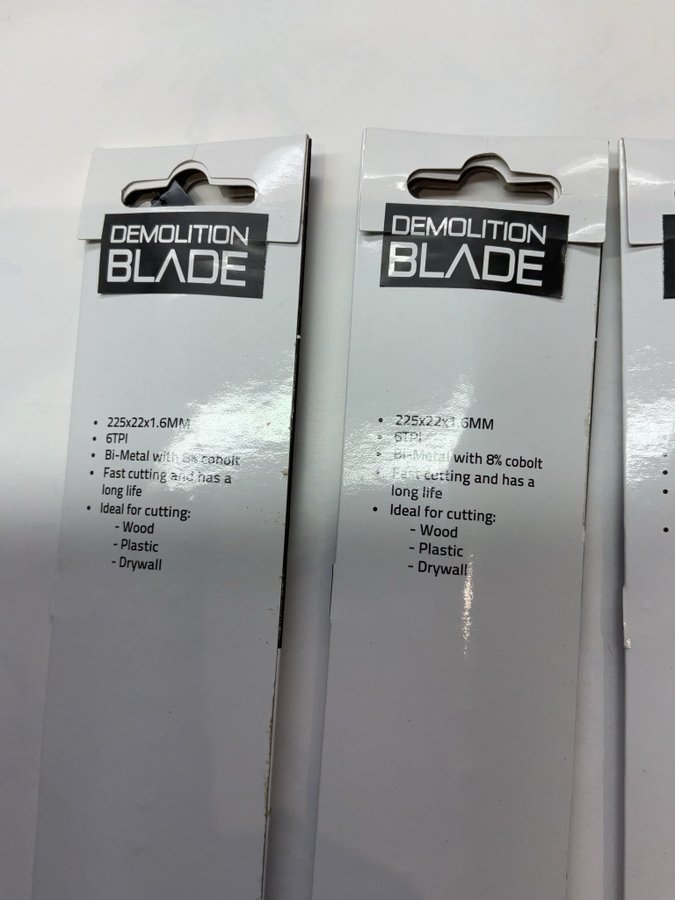 DEMOLITION
BLADE
• 225x22x1.6MM
• 6TPI
• Bi-Metal with 8% cobolt
• Fast cutting and has a
long life
• Ideal for cutting:
- Wood
- Plastic
- Drywall
DEMOLITION
BLADE
• 225x22x1.6MM
• 6TPI
• Bi-Metal with 8% cobolt
• Fast cutting and has a
long life
• Ideal for cutting:
- Wood
- Plastic
- Drywall